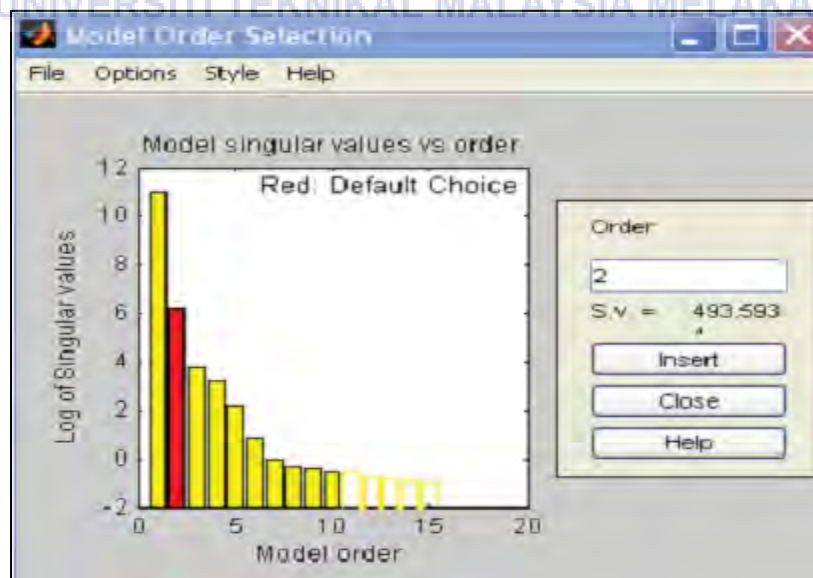 UNIVERSITI TEKNIKAL MALAYSIA MELAKA
Model Order Selection
File Options Style Help
Model singular values vs order
Red: Default Choice
Log of Singular values
12
10
8
6
4
2
0
-2
0 5 10 15 20
Model order
Order
2
S.v. = 493.593
Insert
Close
Help